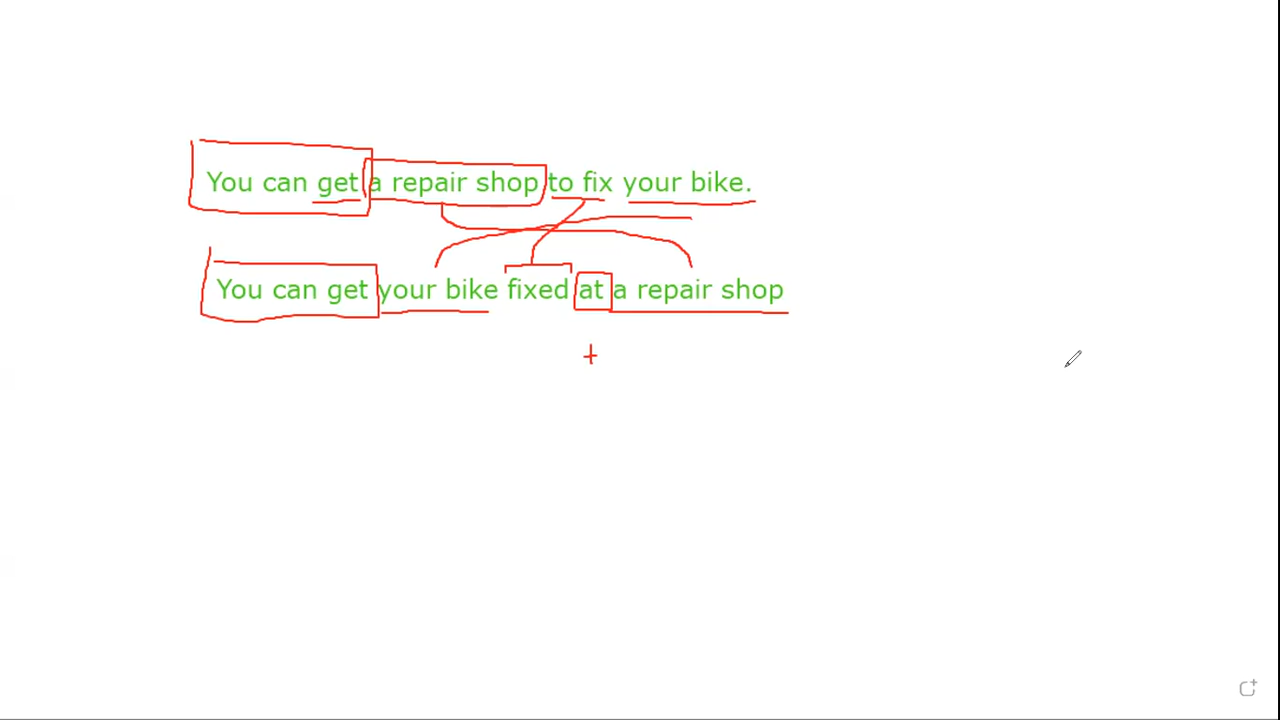 You can get a repair shop to fix your bike.
You can get your bike fixed at a repair shop
+